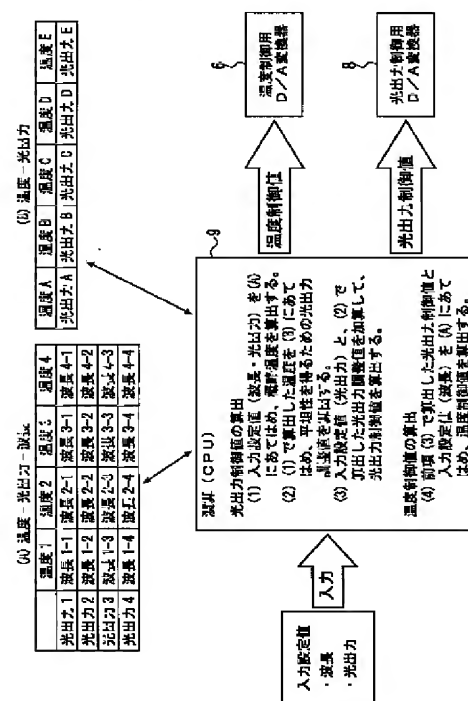 (A) 温度－光出力－波長
温度1 温度2 温度3 温度4
光出力1 波長1-1 波長2-1 波長3-1 波長4-1
光出力2 波長1-2 波長2-2 波長3-2 波長4-2
光出力3 波長1-3 波長2-3 波長3-3 波長4-3
光出力4 波長1-4 波長2-4 波長3-4 波長4-4
(B) 温度－光出力
温度A 温度B 温度C 温度D 温度E
光出力A 光出力B 光出力C 光出力D 光出力E
入力設定値
・波長
・光出力
入力
9
演算(CPU)
光出力制御値の算出
(1) 入力設定値(波長・光出力)を(A)
にあてはめ、概略温度を算出する。
(2) (1)で算出した温度を(3)にあて
はめ、平坦性を得るための光出力
調整値を算出する。
(3) 入力設定値(光出力)と、(2)で
算出した光出力調整値を加算して、
光出力制御値を算出する。
温度制御値の算出
(4) 前項(3)で算出した光出力制御値と
入力設定値(波長)を(A)にあて
はめ、温度制御値を算出する。
温度制御値
6
温度制御用
D/A変換器
光出力制御値
8
光出力制御用
D/A変換器